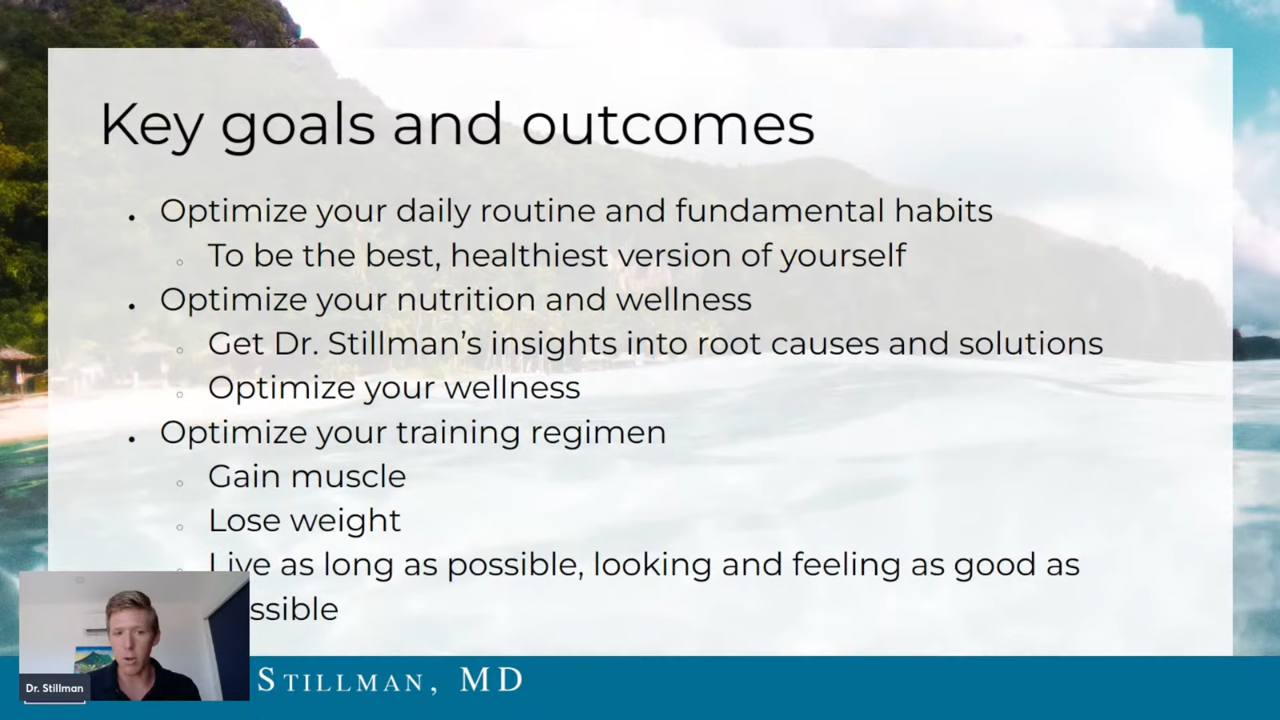 Key goals and outcomes
• Optimize your daily routine and fundamental habits
○ To be the best, healthiest version of yourself
• Optimize your nutrition and wellness
○ Get Dr. Stillman’s insights into root causes and solutions
○ Optimize your wellness
• Optimize your training regimen
○ Gain muscle
○ Lose weight
○ Live as long as possible, looking and feeling as good as
ssible
STILLMAN, MD
Dr. Stillman